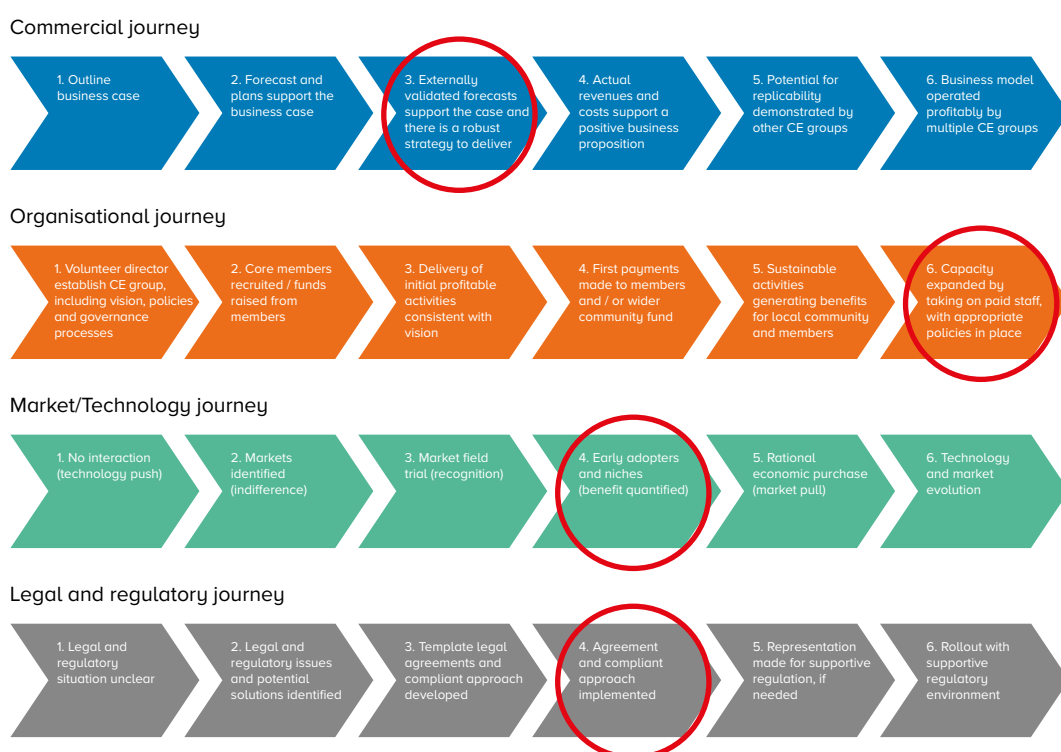 Commercial journey
1. Outline
business case
2. Forecast and
plans support the
business case
3. Externally
validated forecasts
support the case and
there is a robust
strategy to deliver
4. Actual
revenues and
costs support a
positive business
proposition
5. Potential for
replicability
demonstrated by
other CE groups
6. Business model
operated
profitably by
multiple CE groups
Organisational journey
1. Volunteer director
establish CE group,
including vision, policies
and governance
processes
2. Core members
recruited / funds
raised from
members
3. Delivery of
initial profitable
activities
consistent with
vision
4. First payments
made to members
and / or wider
community fund
5. Sustainable
activities
generating benefits
for local community
and members
6. Capacity
expanded by
taking on paid staff,
with appropriate
policies in place
Market/Technology journey
1. No interaction
(technology push)
2. Markets
identified
(indifference)
3. Market field
trial (recognition)
4. Early adopters
and niches
(benefit quantified)
5. Rational
economic purchase
(market pull)
6. Technology
and market
evolution
Legal and regulatory journey
1. Legal and
regulatory
situation unclear
2. Legal and
regulatory issues
and potential
solutions identified
3. Template legal
agreements and
compliant approach
developed
4. Agreement
and compliant
approach
implemented
5. Representation
made for supportive
regulation, if
needed
6. Rollout with
supportive
regulatory
environment